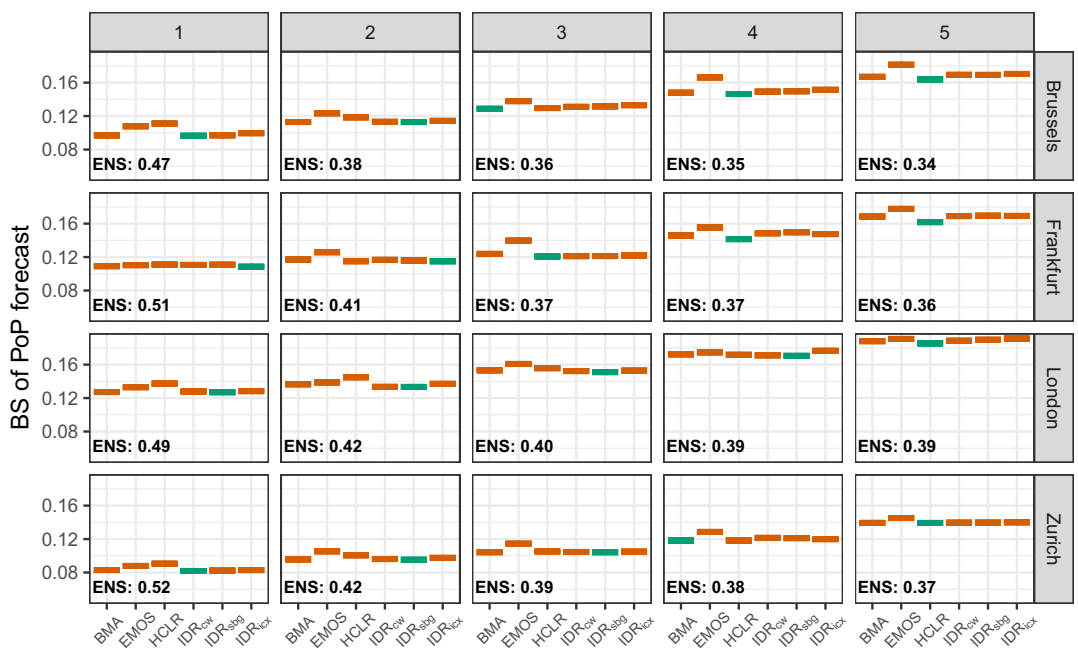 1 2 3 4 5
BS of PoP forecast
0.16
0.12
0.08
ENS: 0.47 ENS: 0.38 ENS: 0.36 ENS: 0.35 ENS: 0.34
Brussels
0.16
0.12
0.08
ENS: 0.51 ENS: 0.41 ENS: 0.37 ENS: 0.37 ENS: 0.36
Frankfurt
0.16
0.12
0.08
ENS: 0.49 ENS: 0.42 ENS: 0.40 ENS: 0.39 ENS: 0.39
London
0.16
0.12
0.08
ENS: 0.52 ENS: 0.42 ENS: 0.39 ENS: 0.38 ENS: 0.37
Zurich
BMA EMOS HCLR IDRcw IDRsbg IDRicx BMA EMOS HCLR IDRcw IDRsbg IDRicx BMA EMOS HCLR IDRcw IDRsbg IDRicx BMA EMOS HCLR IDRcw IDRsbg IDRicx BMA EMOS HCLR IDRcw IDRsbg IDRicx